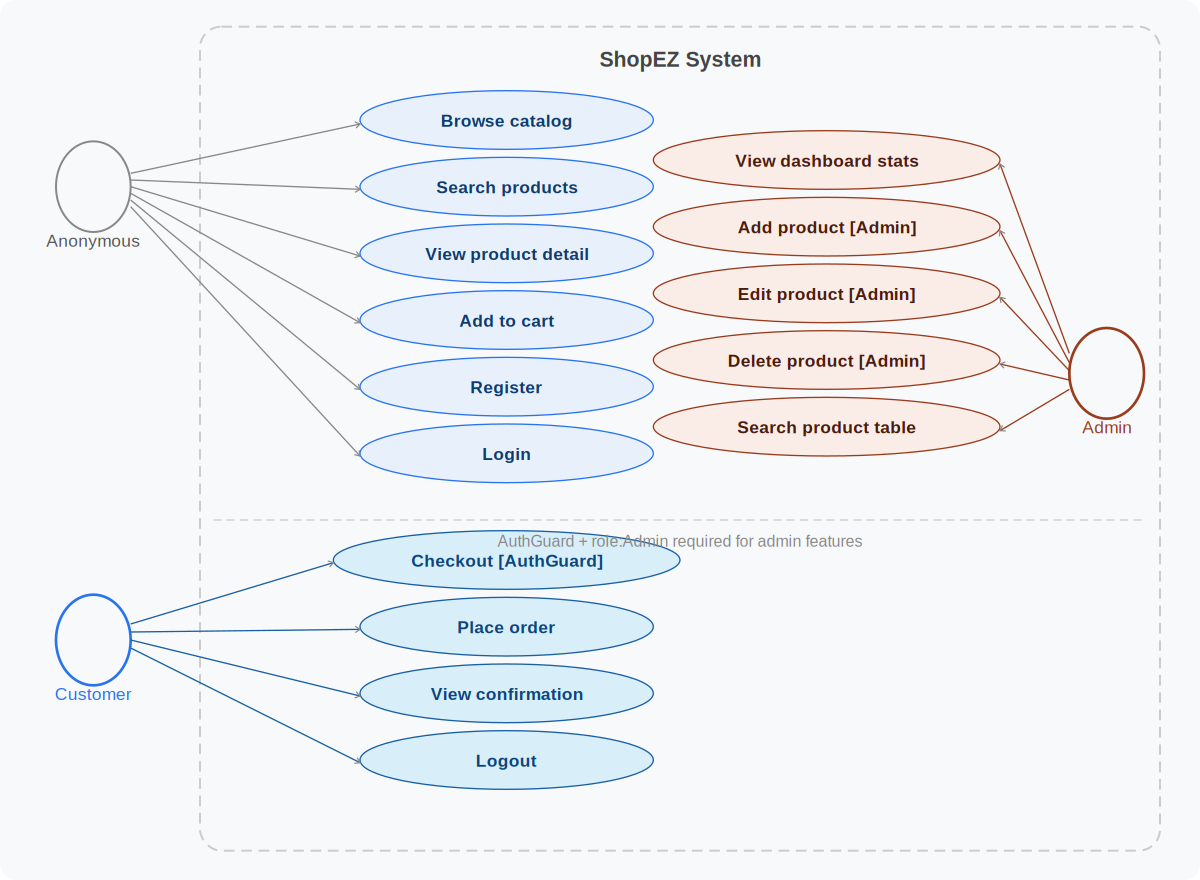 ShopEZ System
Browse catalog
Search products
View product detail
Add to cart
Register
Login
View dashboard stats
Add product [Admin]
Edit product [Admin]
Delete product [Admin]
Search product table
Anonymous
Admin
AuthGuard + role:Admin required for admin features
Checkout [AuthGuard]
Place order
View confirmation
Logout
Customer